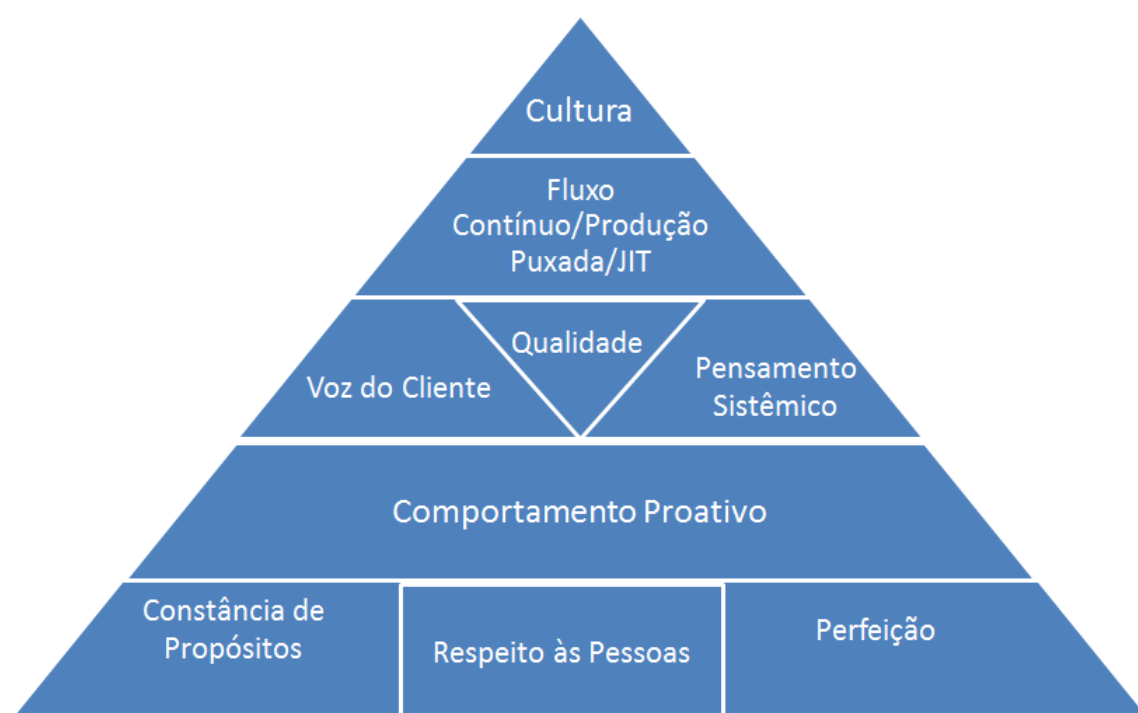 Cultura
Fluxo
Contínuo/Produção
Puxada/JIT
Qualidade
Voz do Cliente
Pensamento
Sistêmico
Comportamento Proativo
Constância de
Propósitos
Respeito às Pessoas
Perfeição